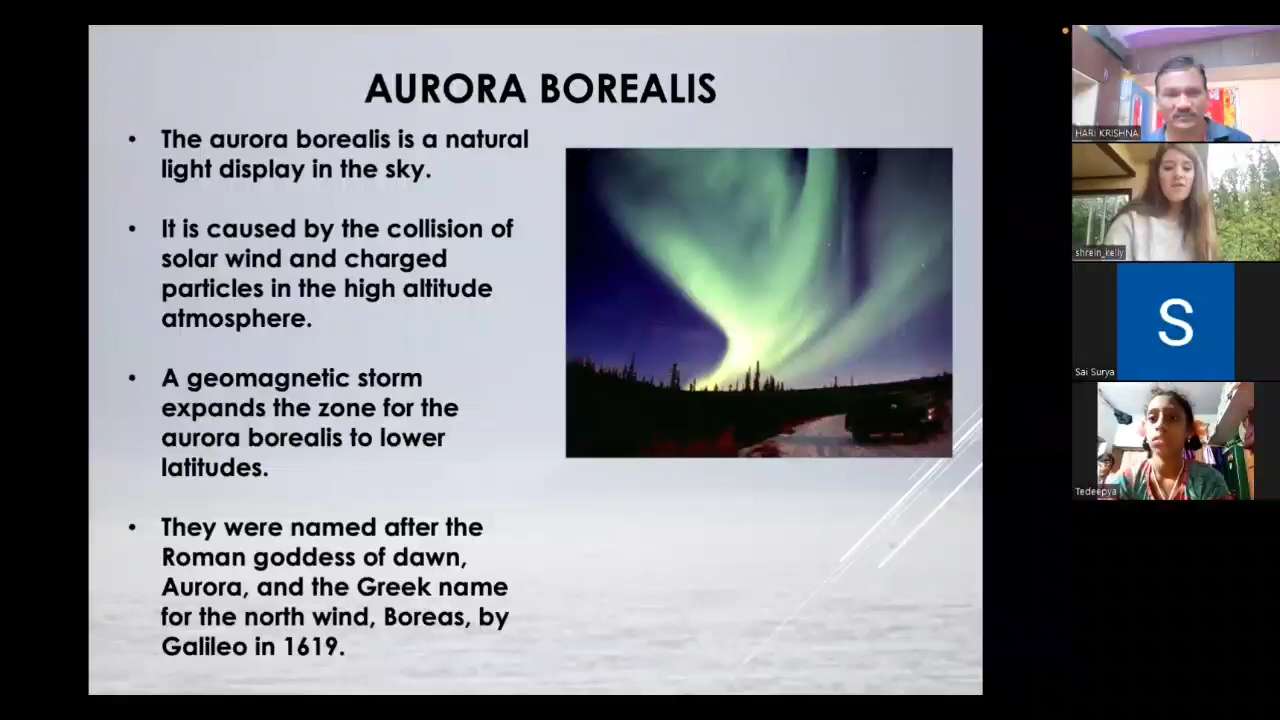 AURORA BOREALIS
• The aurora borealis is a natural
light display in the sky.
• It is caused by the collision of
solar wind and charged
particles in the high altitude
atmosphere.
• A geomagnetic storm
expands the zone for the
aurora borealis to lower
latitudes.
• They were named after the
Roman goddess of dawn,
Aurora, and the Greek name
for the north wind, Boreas, by
Galileo in 1619.
HARI KRISHNA
shrein_kelly
S
Sai Surya
Tedeepya